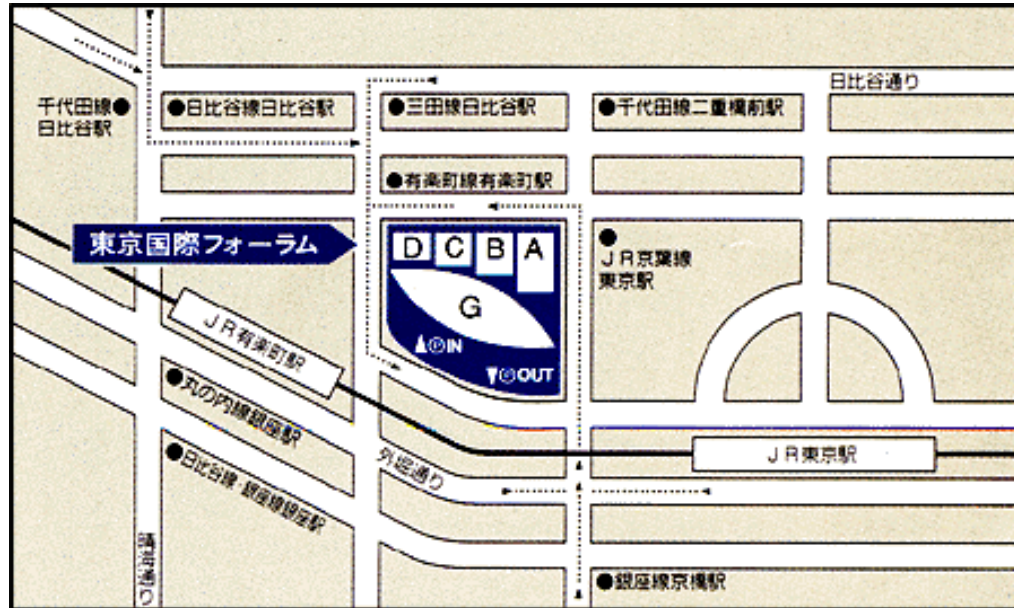 日比谷通り
千代田線●
日比谷駅
●日比谷線日比谷駅
●三田線日比谷駅
●千代田線二重橋前駅
●有楽町線有楽町駅
東京国際フォーラム
D
C
B
A
G
▲ⓅIN
▼ⓅOUT
●
JR京葉線
東京駅
JR有楽町駅
●丸の内線銀座駅
●日比谷線・銀座線銀座駅
外堀通り
JR東京駅
晴海通り
●銀座線京橋駅